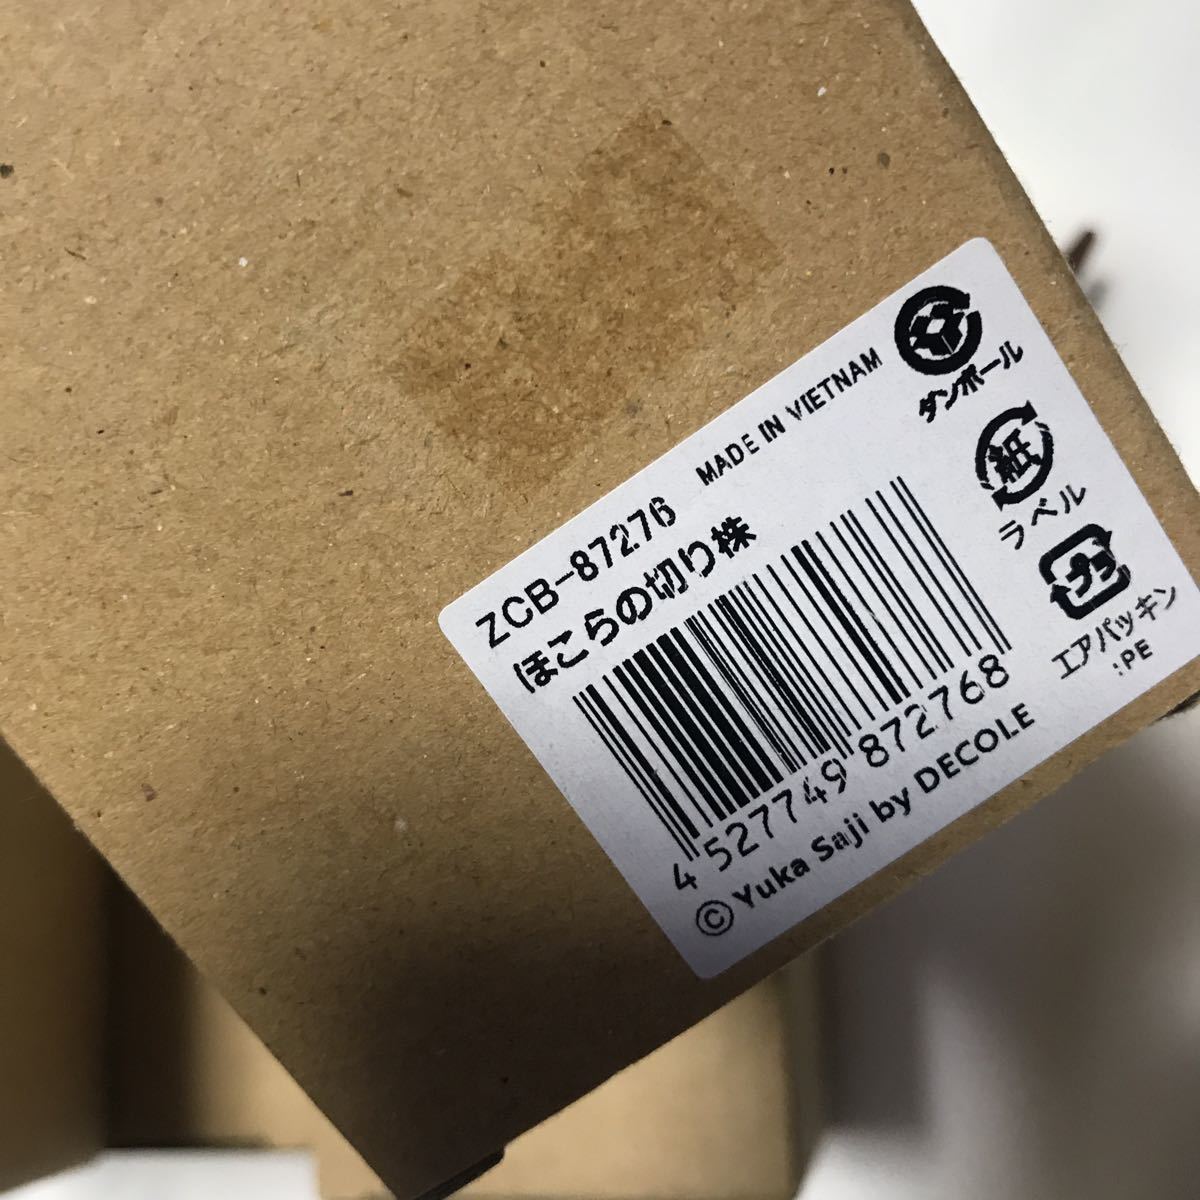 ZCB-87276
MADE IN VIETNAM
ほこらの切り株
4 527749 872768
© Yuka Saji by DECOLE
ダンボール
紙
ラベル
プラ
エアパッキン
:PE